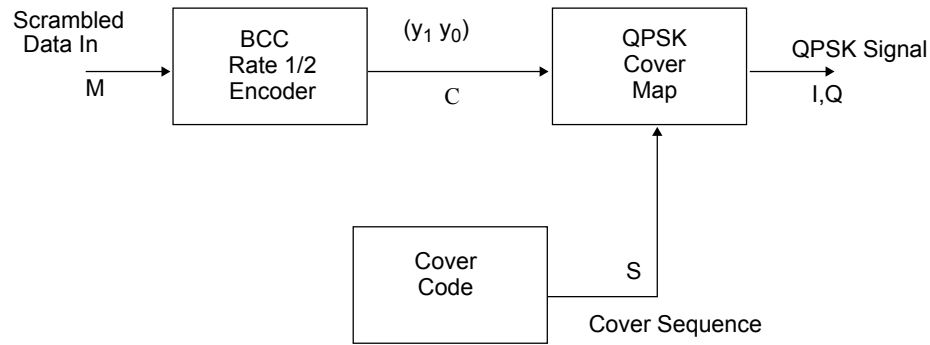 Scrambled
Data In
M
BCC
Rate 1/2
Encoder
(y₁ y₀)
C
QPSK
Cover
Map
QPSK Signal
I,Q
Cover
Code
S
Cover Sequence